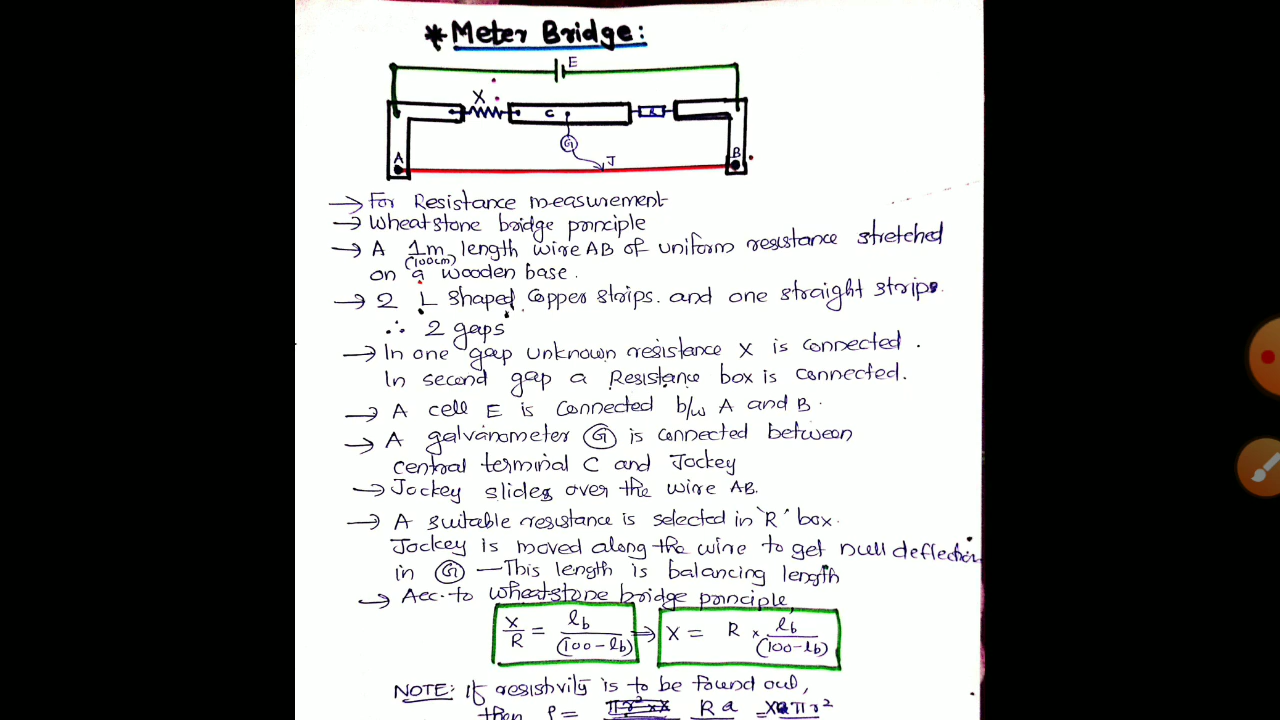 * Meter Bridge:
E
X
C
R
G
J
A
B
→ For Resistance measurement
→ Wheatstone bridge principle
→ A 1m length wire AB of uniform resistance stretched
(100cm)
on a wooden base.
→ 2 L shaped Copper strips. and one straight strip.
∴ 2 gaps
→ In one gap unknown resistance X is connected.
In second gap a Resistance box is connected.
→ A cell E is connected b/w A and B.
→ A galvanometer G is connected between
central terminal C and Jockey
→ Jockey slides over the wire AB.
→ A suitable resistance is selected in 'R' box.
Jockey is moved along the wire to get null deflection
in G — This length is balancing length
→ Acc. to wheatstone bridge principle,
X/R = lb/(100-lb) ⇒ X = R × lb/(100-lb)
NOTE: If resistivity is to be found out,
then ρ = Ra = πr²